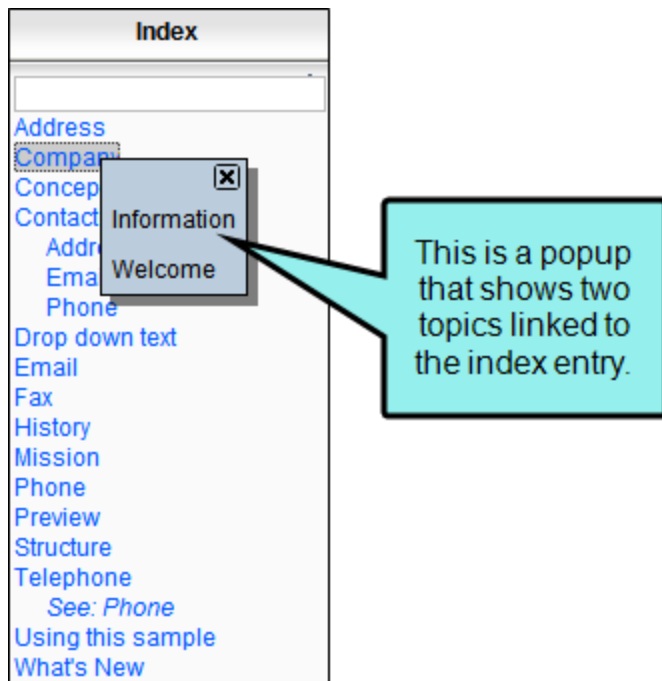 Index
Address
Company
Concep
Contact
Information
Addr
Welcome
Ema
Phone
Drop down text
Email
Fax
History
Mission
Phone
Preview
Structure
Telephone
See: Phone
Using this sample
What's New
This is a popup
that shows two
topics linked to
the index entry.